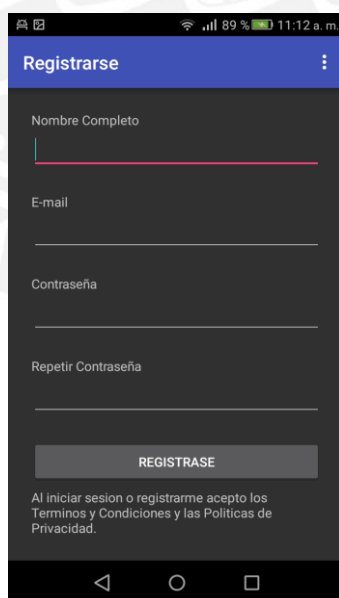 89 % 11:12 a. m.
Registrarse
Nombre Completo
E-mail
Contraseña
Repetir Contraseña
REGISTRASE
Al iniciar sesion o registrarme acepto los
Terminos y Condiciones y las Politicas de
Privacidad.